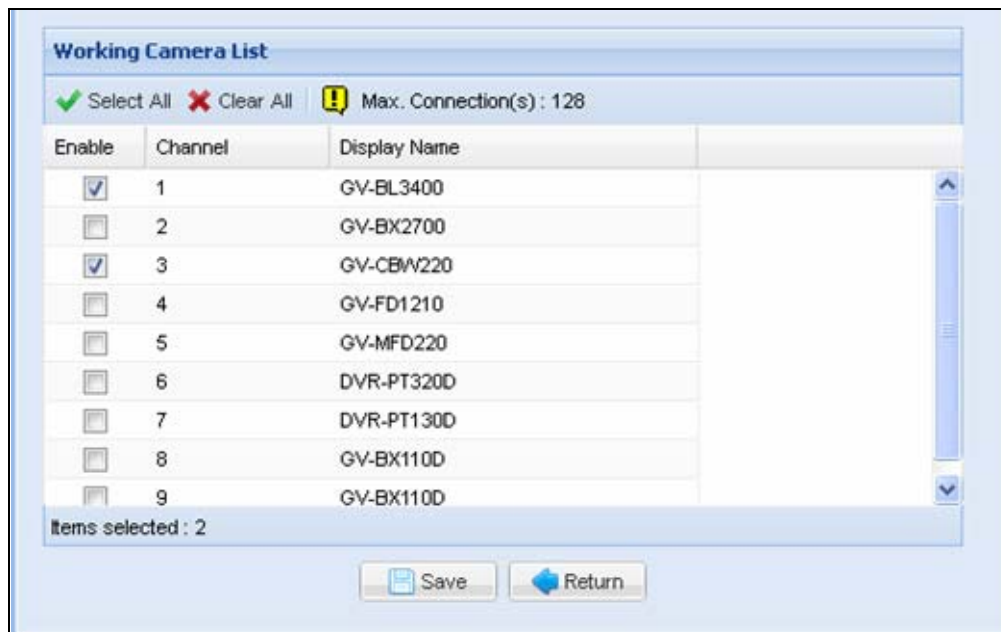 Working Camera List
Select All Clear All ! Max. Connection(s) : 128
Enable Channel Display Name
1 GV-BL3400
2 GV-BX2700
3 GV-CBW220
4 GV-FD1210
5 GV-MFD220
6 DVR-PT320D
7 DVR-PT130D
8 GV-BX110D
9 GV-BX110D
Items selected : 2
Save Return